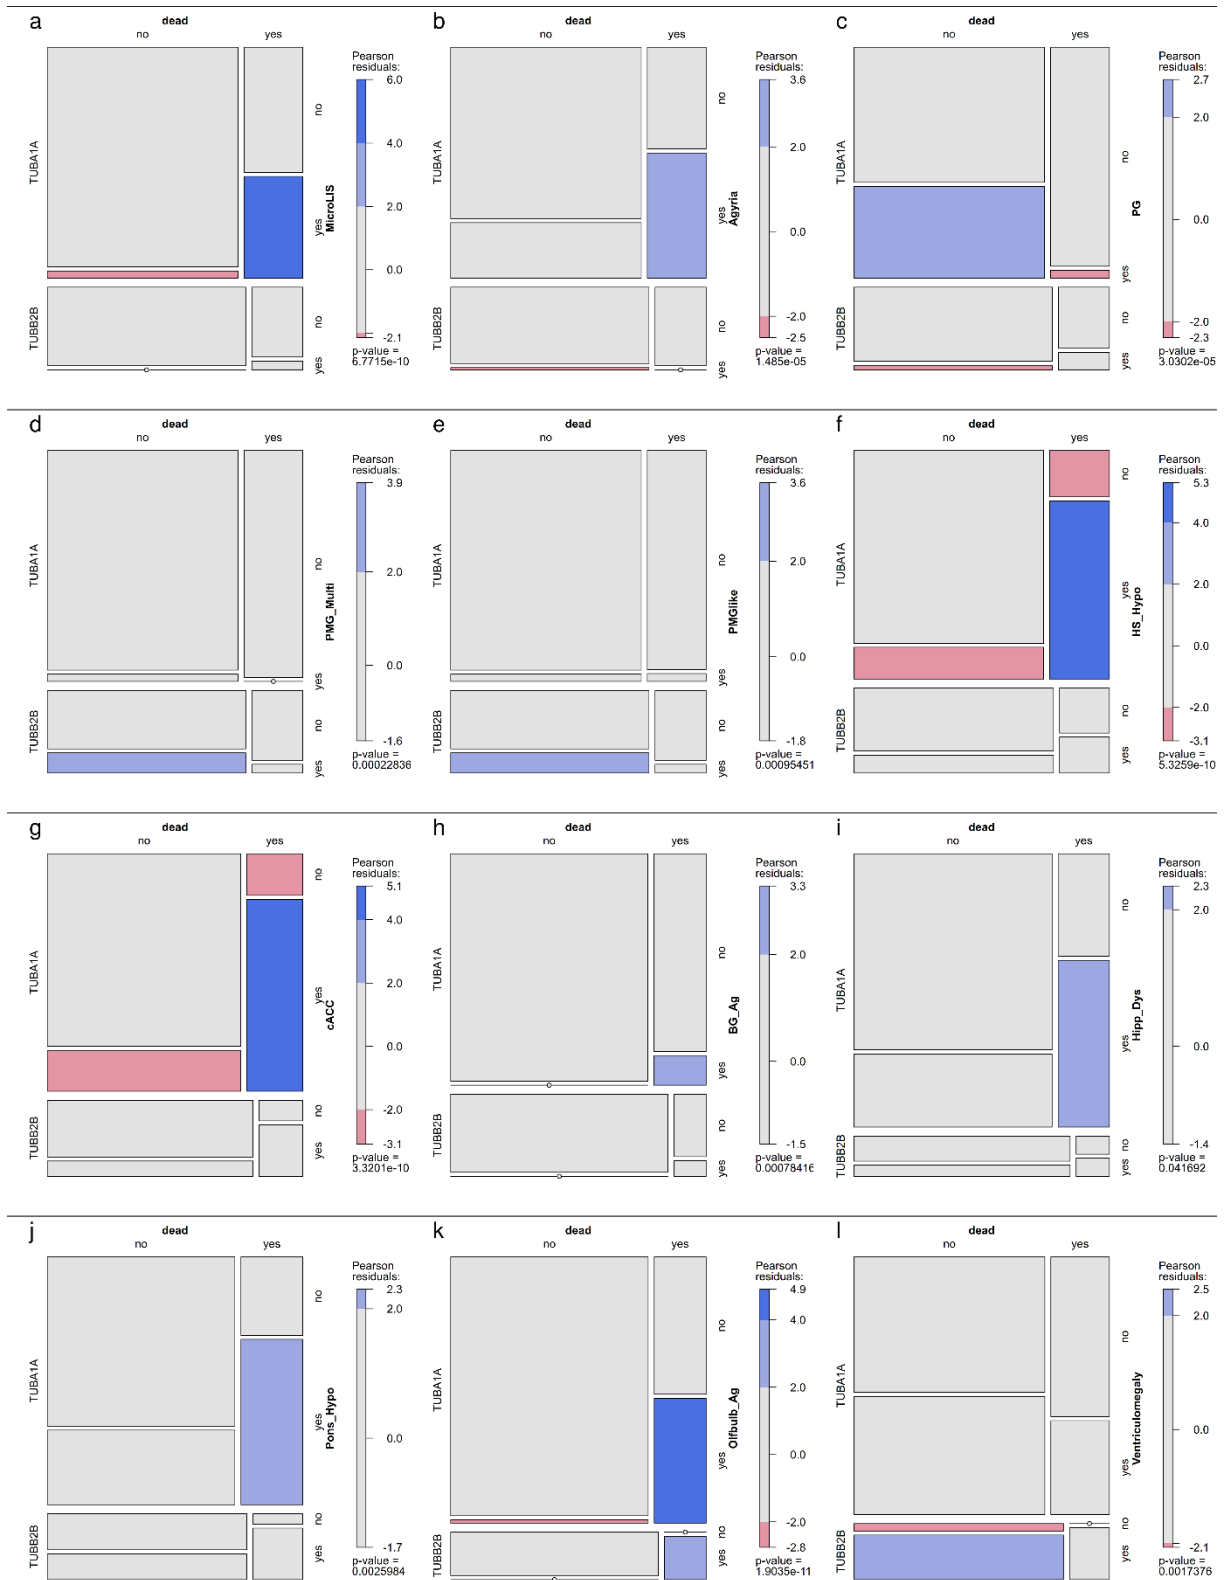 a
dead
no yes
TUBA1A
TUBB2B
no
yes
no
yes
MicroLIS
Pearson
residuals:
6.0
4.0
2.0
0.0
-2.1
p-value =
6.7715e-10
b
dead
no yes
TUBA1A
TUBB2B
no
yes
no
yes
Agyria
Pearson
residuals:
3.6
2.0
0.0
-2.0
-2.5
p-value =
1.485e-05
c
dead
no yes
TUBA1A
TUBB2B
no
yes
no
yes
PG
Pearson
residuals:
2.7
2.0
0.0
-2.0
-2.3
p-value =
3.0302e-05
d
dead
no yes
TUBA1A
TUBB2B
no
yes
no
yes
PMG_Multi
Pearson
residuals:
3.9
2.0
0.0
-1.6
p-value =
0.00022836
e
dead
no yes
TUBA1A
TUBB2B
no
yes
no
yes
PMGlike
Pearson
residuals:
3.6
2.0
0.0
-1.8
p-value =
0.00095451
f
dead
no yes
TUBA1A
TUBB2B
no
yes
no
yes
HS_Hypo
Pearson
residuals:
5.3
4.0
2.0
0.0
-2.0
-3.1
p-value =
5.3259e-10
g
dead
no yes
TUBA1A
TUBB2B
no
yes
no
yes
cACC
Pearson
residuals:
5.1
4.0
2.0
0.0
-2.0
-3.1
p-value =
3.3201e-10
h
dead
no yes
TUBA1A
TUBB2B
no
yes
no
yes
BG_Ag
Pearson
residuals:
3.3
2.0
0.0
-1.5
p-value =
0.00078416
i
dead
no yes
TUBA1A
TUBB2B
no
yes
no
yes
Hipp_Dys
Pearson
residuals:
2.3
2.0
0.0
-1.4
p-value =
0.041692
j
dead
no yes
TUBA1A
TUBB2B
no
yes
no
yes
Pons_Hypo
Pearson
residuals:
2.3
2.0
0.0
-1.7
p-value =
0.0025984
k
dead
no yes
TUBA1A
TUBB2B
no
yes
no
yes
Olfbulb_Ag
Pearson
residuals:
4.9
4.0
2.0
0.0
-2.0
-2.8
p-value =
1.9035e-11
l
dead
no yes
TUBA1A
TUBB2B
no
yes
no
yes
Ventriculomegaly
Pearson
residuals:
2.5
2.0
0.0
-2.1
p-value =
0.0017376